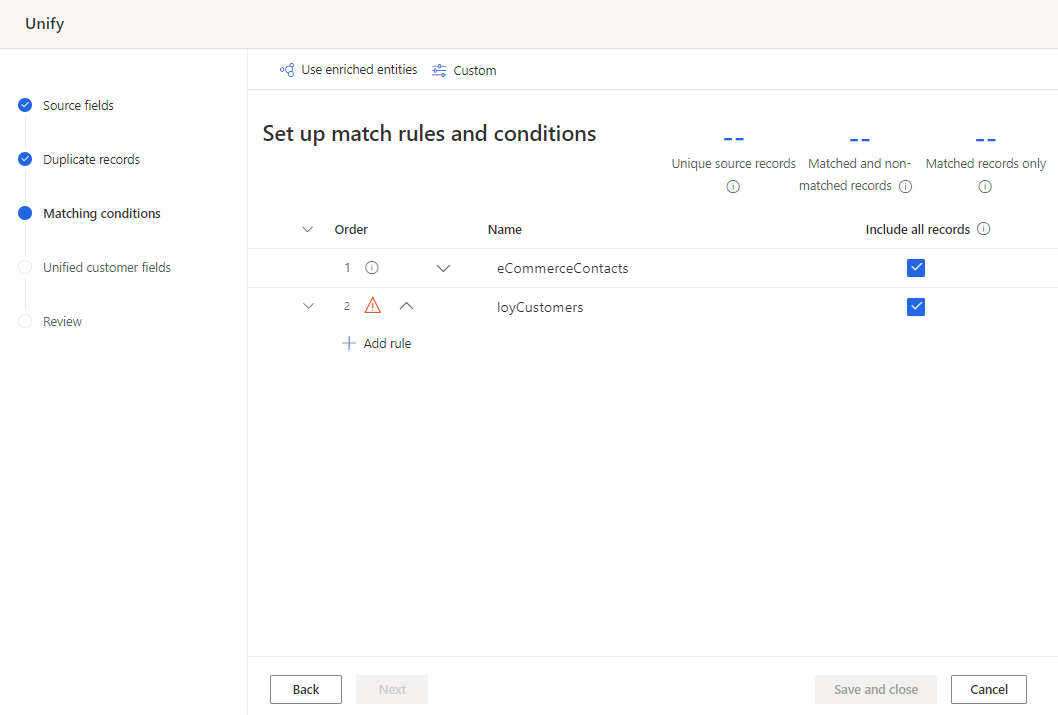 Unify
Use enriched entities
Custom
Source fields
Duplicate records
Matching conditions
Unified customer fields
Review
Set up match rules and conditions
--
Unique source records
--
Matched and non-
matched records
--
Matched records only
Order
Name
Include all records
1
eCommerceContacts
2
loyCustomers
Add rule
Back
Next
Save and close
Cancel